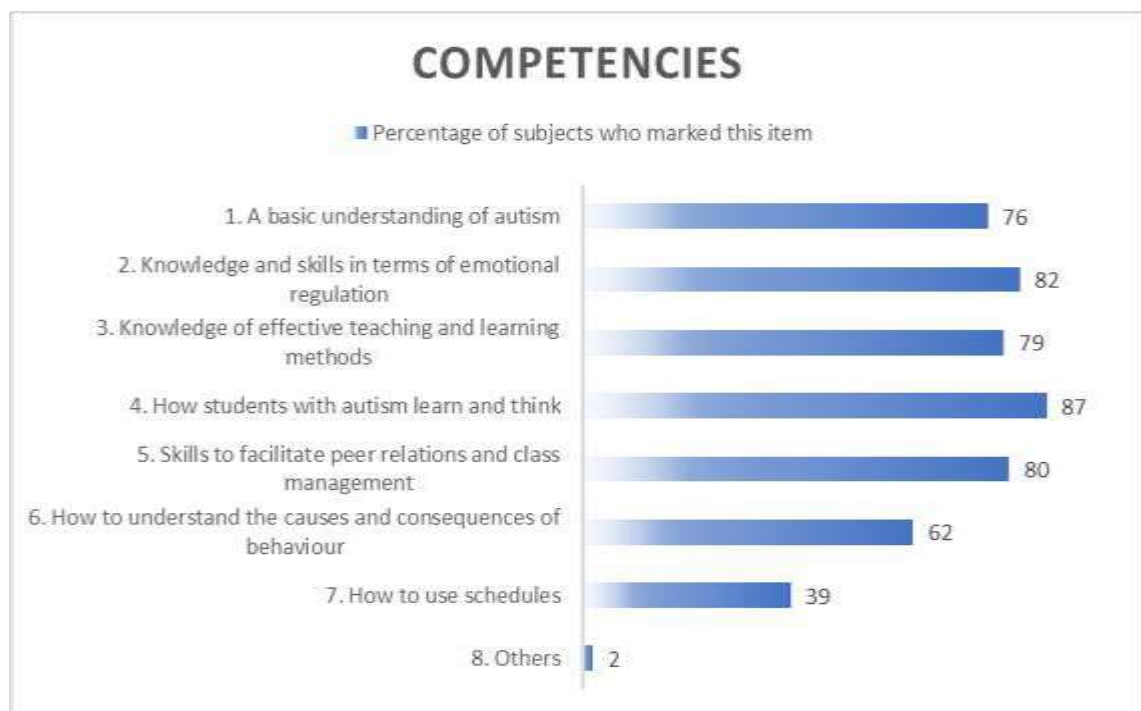 COMPETENCIES
Percentage of subjects who marked this item
1. A basic understanding of autism
76
2. Knowledge and skills in terms of emotional
regulation
82
3. Knowledge of effective teaching and learning
methods
79
4. How students with autism learn and think
87
5. Skills to facilitate peer relations and class
management
80
6. How to understand the causes and consequences of
behaviour
62
7. How to use schedules
39
8. Others
2